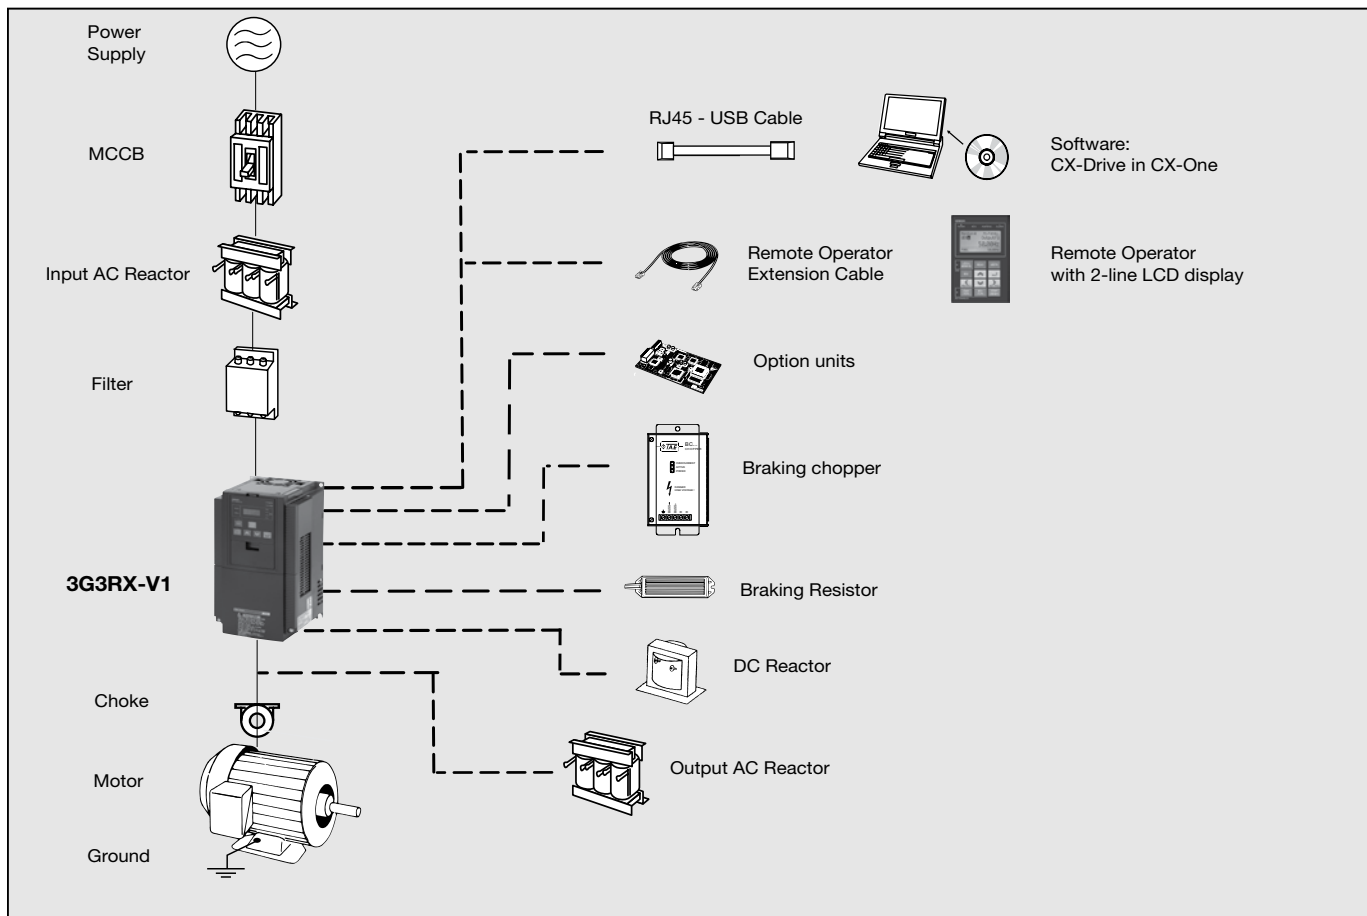 Power
Supply
MCCB
Input AC Reactor
Filter
3G3RX-V1
Choke
Motor
Ground
RJ45 - USB Cable
Software:
CX-Drive in CX-One
Remote Operator
Extension Cable
Remote Operator
with 2-line LCD display
Option units
Braking chopper
Braking Resistor
DC Reactor
Output AC Reactor